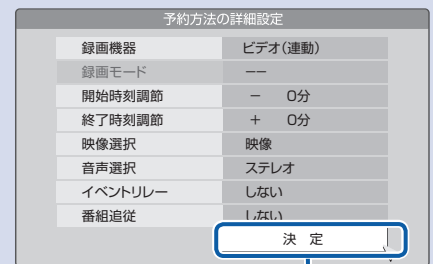 予約方法の詳細設定
録画機器 ビデオ（連動）
録画モード −−
開始時刻調節 − 0分
終了時刻調節 ＋ 0分
映像選択 映像
音声選択 ステレオ
イベントリレー しない
番組追従 しない
決 定